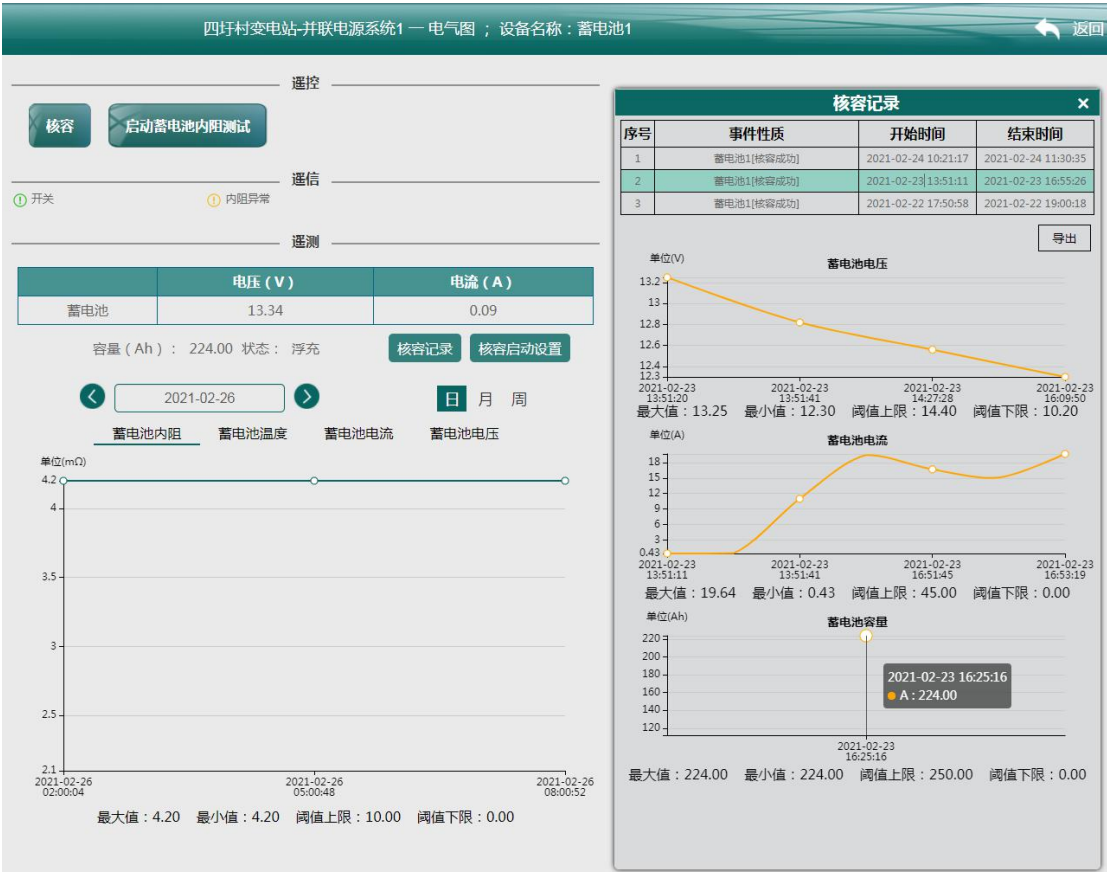 四圩村变电站-并联电源系统1 — 电气图 ； 设备名称：蓄电池1
返回
遥控
核容 启动蓄电池内阻测试
遥信
开关 内阻异常
遥测
电压（V） 电流（A）
蓄电池 13.34 0.09
容量（Ah）： 224.00 状态： 浮充 核容记录 核容启动设置
2021-02-26 日 月 周
蓄电池内阻 蓄电池温度 蓄电池电流 蓄电池电压
单位(mΩ)
4.2
4
3.5
3
2.5
2.1
2021-02-26 2021-02-26 2021-02-26
02:00:04 05:00:48 08:00:52
最大值：4.20 最小值：4.20 阈值上限：10.00 阈值下限：0.00
核容记录 ×
序号 事件性质 开始时间 结束时间
1 蓄电池1[核容成功] 2021-02-24 10:21:17 2021-02-24 11:30:35
2 蓄电池1[核容成功] 2021-02-23 13:51:11 2021-02-23 16:55:26
3 蓄电池1[核容成功] 2021-02-22 17:50:58 2021-02-22 19:00:18
导出
单位(V) 蓄电池电压
13.2
13
12.8
12.6
12.4
12.3
2021-02-23 2021-02-23 2021-02-23 2021-02-23
13:51:20 13:51:41 14:27:28 16:09:50
最大值：13.25 最小值：12.30 阈值上限：14.40 阈值下限：10.20
单位(A) 蓄电池电流
18
15
12
9
6
3
0.43
2021-02-23 2021-02-23 2021-02-23 2021-02-23
13:51:11 13:51:41 16:51:45 16:53:19
最大值：19.64 最小值：0.43 阈值上限：45.00 阈值下限：0.00
单位(Ah) 蓄电池容量
220
200
180
160
140
120
2021-02-23 16:25:16
A : 224.00
2021-02-23
16:25:16
最大值：224.00 最小值：224.00 阈值上限：250.00 阈值下限：0.00